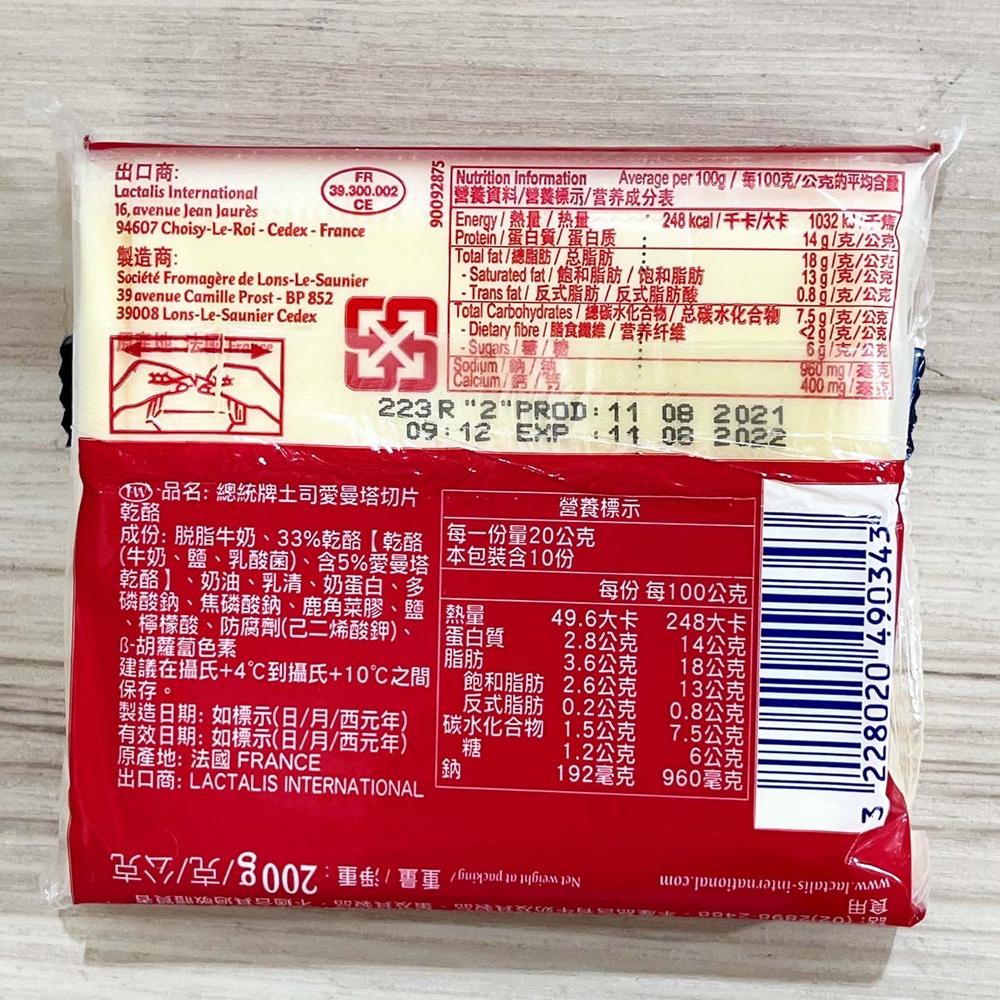 出口商:
Lactalis International
16, avenue Jean Jaurès
94607 Choisy-Le-Roi - Cedex - France
製造商:
Société Fromagère de Lons-Le-Saunier
39 avenue Camille Prost - BP 852
39008 Lons-Le-Saunier Cedex
原產地: 法國 France
FR
39.300.002
CE
90092875
Nutrition Information Average per 100g / 每100克/公克的平均含量
營養資料/營養標示/营养成分表
Energy / 熱量 / 热量 248 kcal / 千卡/大卡 1032 kJ/千焦
Protein / 蛋白質 / 蛋白质 14 g/克/公克
Total fat / 總脂肪 / 总脂肪 18 g/克/公克
- Saturated fat / 飽和脂肪 / 饱和脂肪 13 g/克/公克
- Trans fat / 反式脂肪 / 反式脂肪酸 0.8 g/克/公克
Total Carbohydrates / 總碳水化合物 / 总碳水化合物 7.5 g/克/公克
- Dietary fibre / 膳食纖維 / 营养纤维 <2 g/克/公克
- Sugars / 糖 / 糖 6 g/克/公克
Sodium / 鈉 / 钠 960 mg / 毫克
Calcium / 鈣 / 钙 400 mg / 毫克
223 R "2" PROD : 11 08 2021
09:12 EXP : 11 08 2022
TW 品名: 總統牌土司愛曼塔切片
乾酪
成份: 脱脂牛奶、33%乾酪【乾酪
(牛奶、鹽、乳酸菌)、含5%愛曼塔
乾酪】、奶油、乳清、奶蛋白、多
磷酸鈉、焦磷酸鈉、鹿角菜膠、鹽
、檸檬酸、防腐劑(己二烯酸鉀)、
ß-胡蘿蔔色素
建議在攝氏+4℃到攝氏+10℃之間
保存。
製造日期: 如標示(日/月/西元年)
有效日期: 如標示(日/月/西元年)
原產地: 法國 FRANCE
出口商: LACTALIS INTERNATIONAL
營養標示
每一份量20公克
本包裝含10份
每份 每100公克
熱量 49.6大卡 248大卡
蛋白質 2.8公克 14公克
脂肪 3.6公克 18公克
飽和脂肪 2.6公克 13公克
反式脂肪 0.2公克 0.8公克
碳水化合物 1.5公克 7.5公克
糖 1.2公克 6公克
鈉 192毫克 960毫克
3 228020 490343
www.lactalis-international.com
Net weight at packing/ 重量 / 淨重 : 200g/克/公克
食用